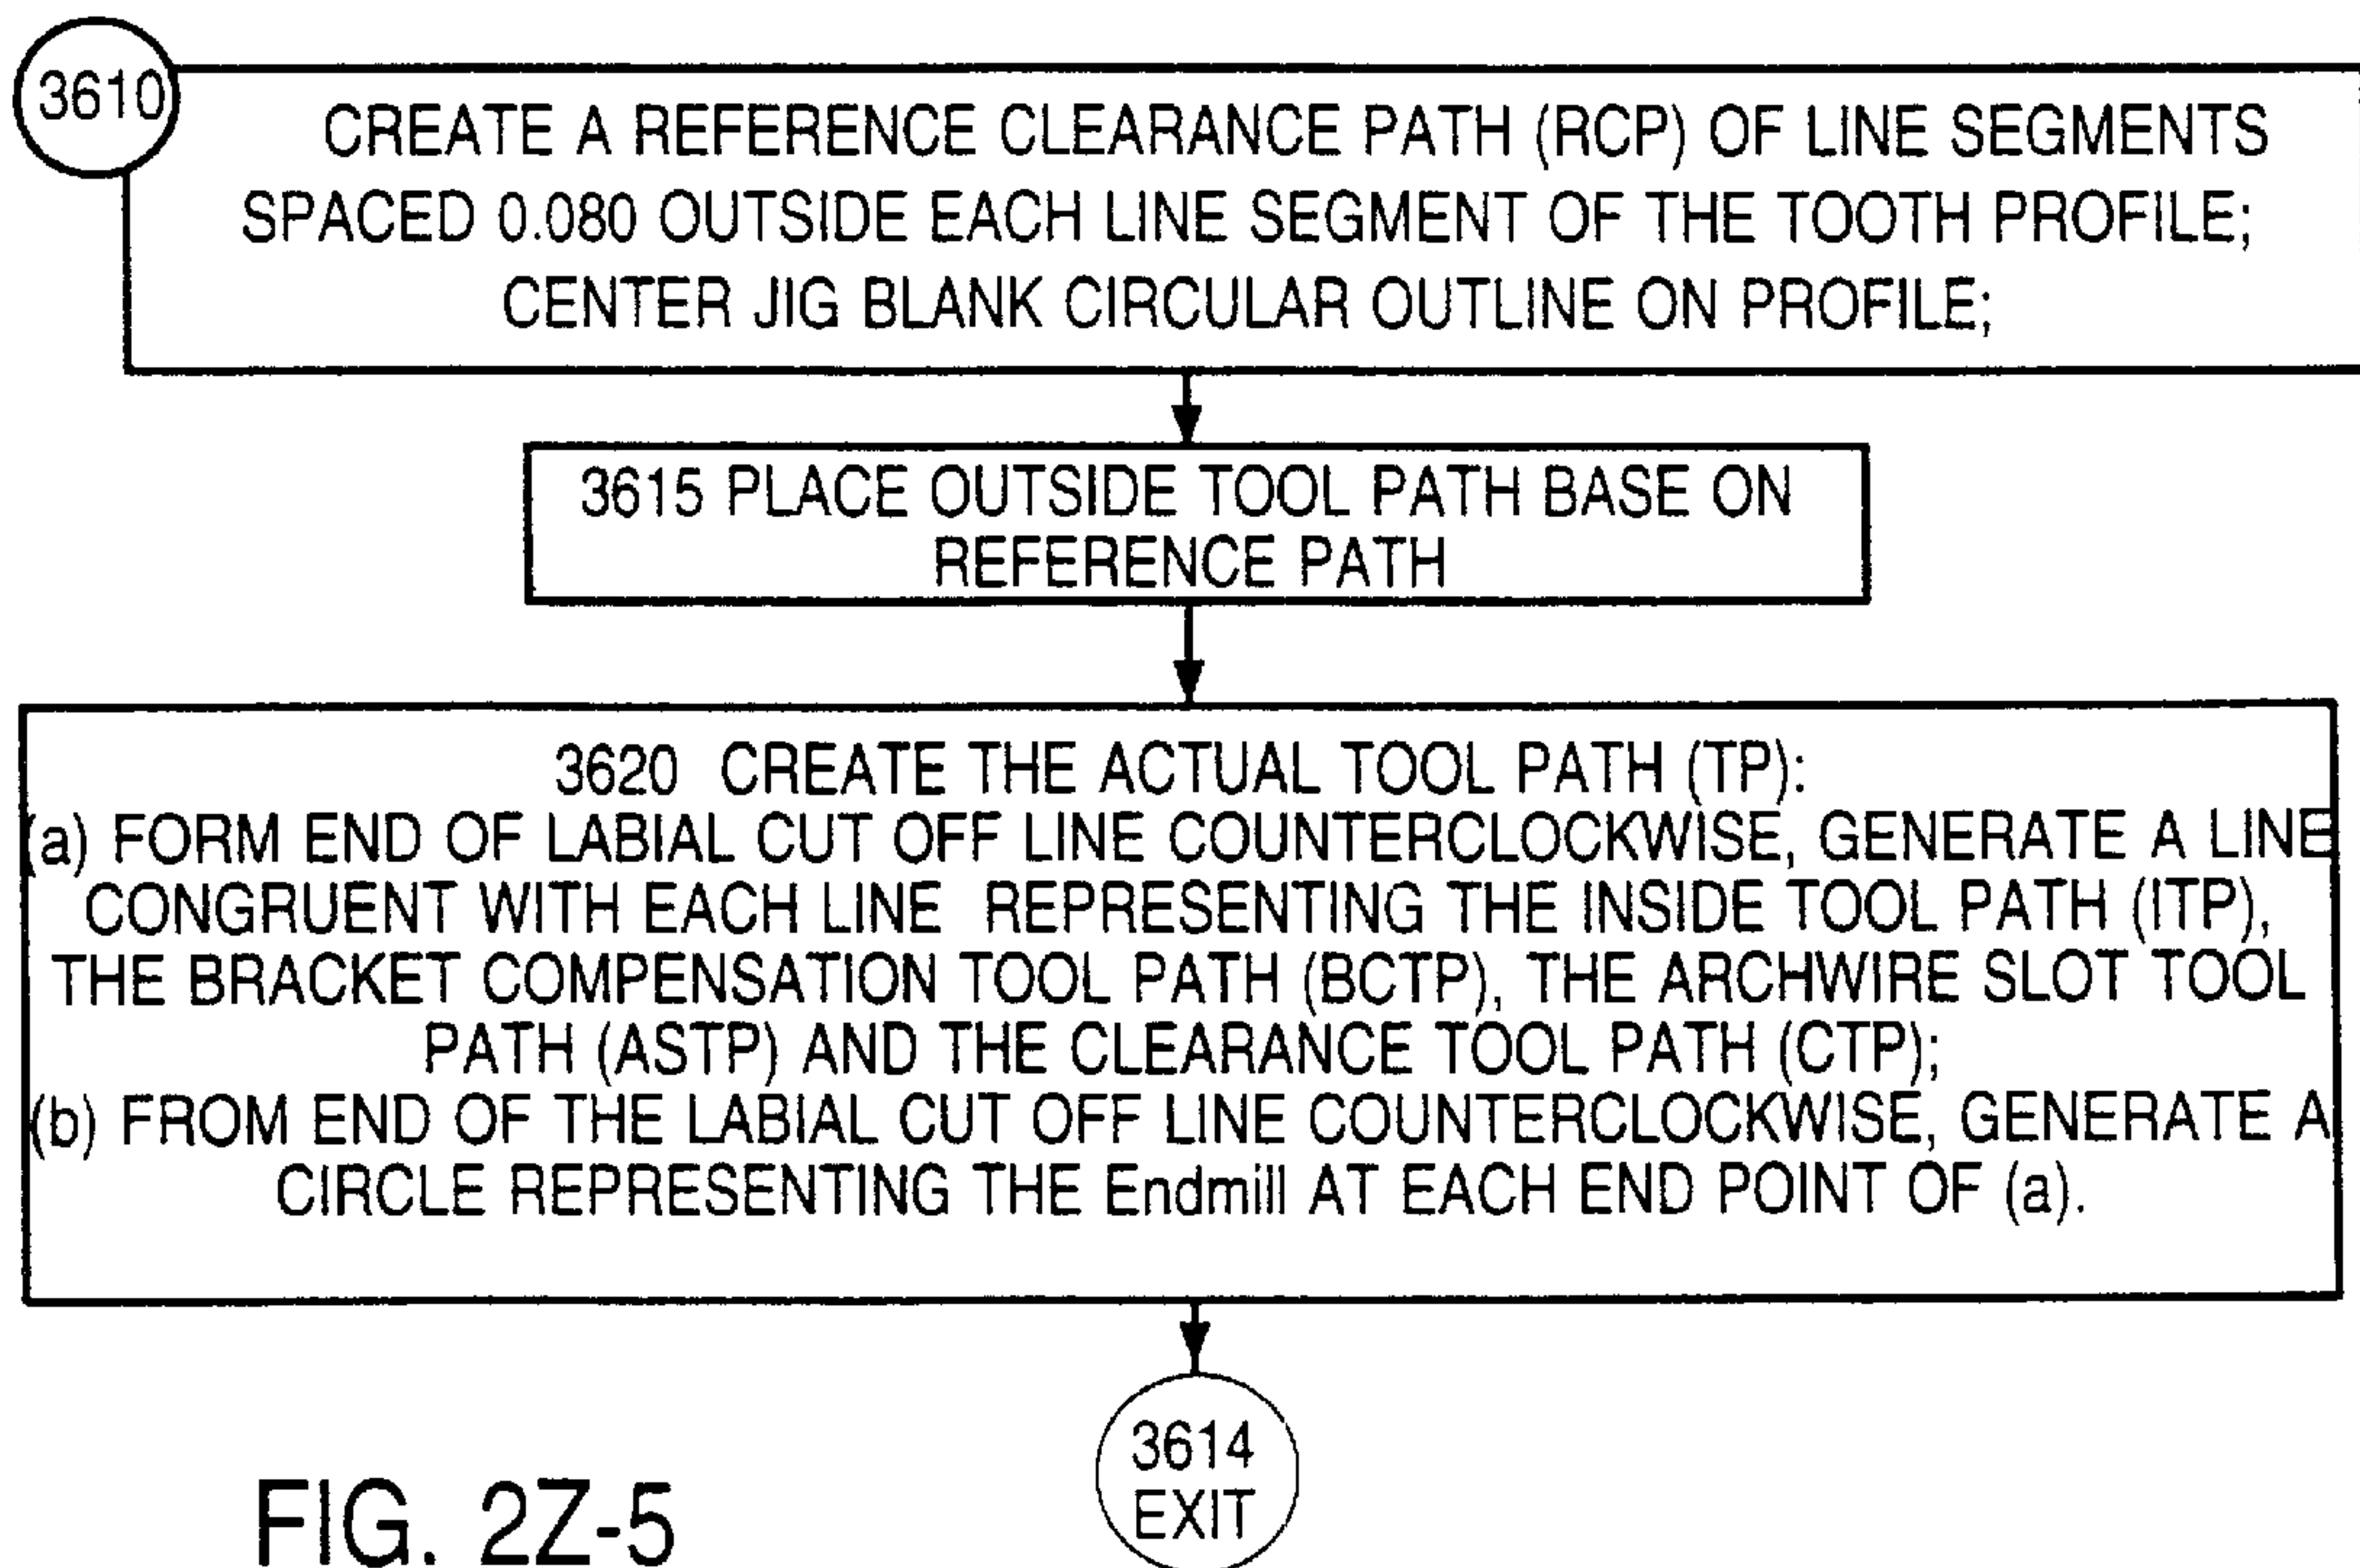 3610
CREATE A REFERENCE CLEARANCE PATH (RCP) OF LINE SEGMENTS
SPACED 0.080 OUTSIDE EACH LINE SEGMENT OF THE TOOTH PROFILE;
CENTER JIG BLANK CIRCULAR OUTLINE ON PROFILE;
3615 PLACE OUTSIDE TOOL PATH BASE ON
REFERENCE PATH
3620 CREATE THE ACTUAL TOOL PATH (TP):
(a) FORM END OF LABIAL CUT OFF LINE COUNTERCLOCKWISE, GENERATE A LINE
CONGRUENT WITH EACH LINE REPRESENTING THE INSIDE TOOL PATH (ITP),
THE BRACKET COMPENSATION TOOL PATH (BCTP), THE ARCHWIRE SLOT TOOL
PATH (ASTP) AND THE CLEARANCE TOOL PATH (CTP);
(b) FROM END OF THE LABIAL CUT OFF LINE COUNTERCLOCKWISE, GENERATE A
CIRCLE REPRESENTING THE Endmill AT EACH END POINT OF (a).
3614
EXIT
FIG. 2Z-5